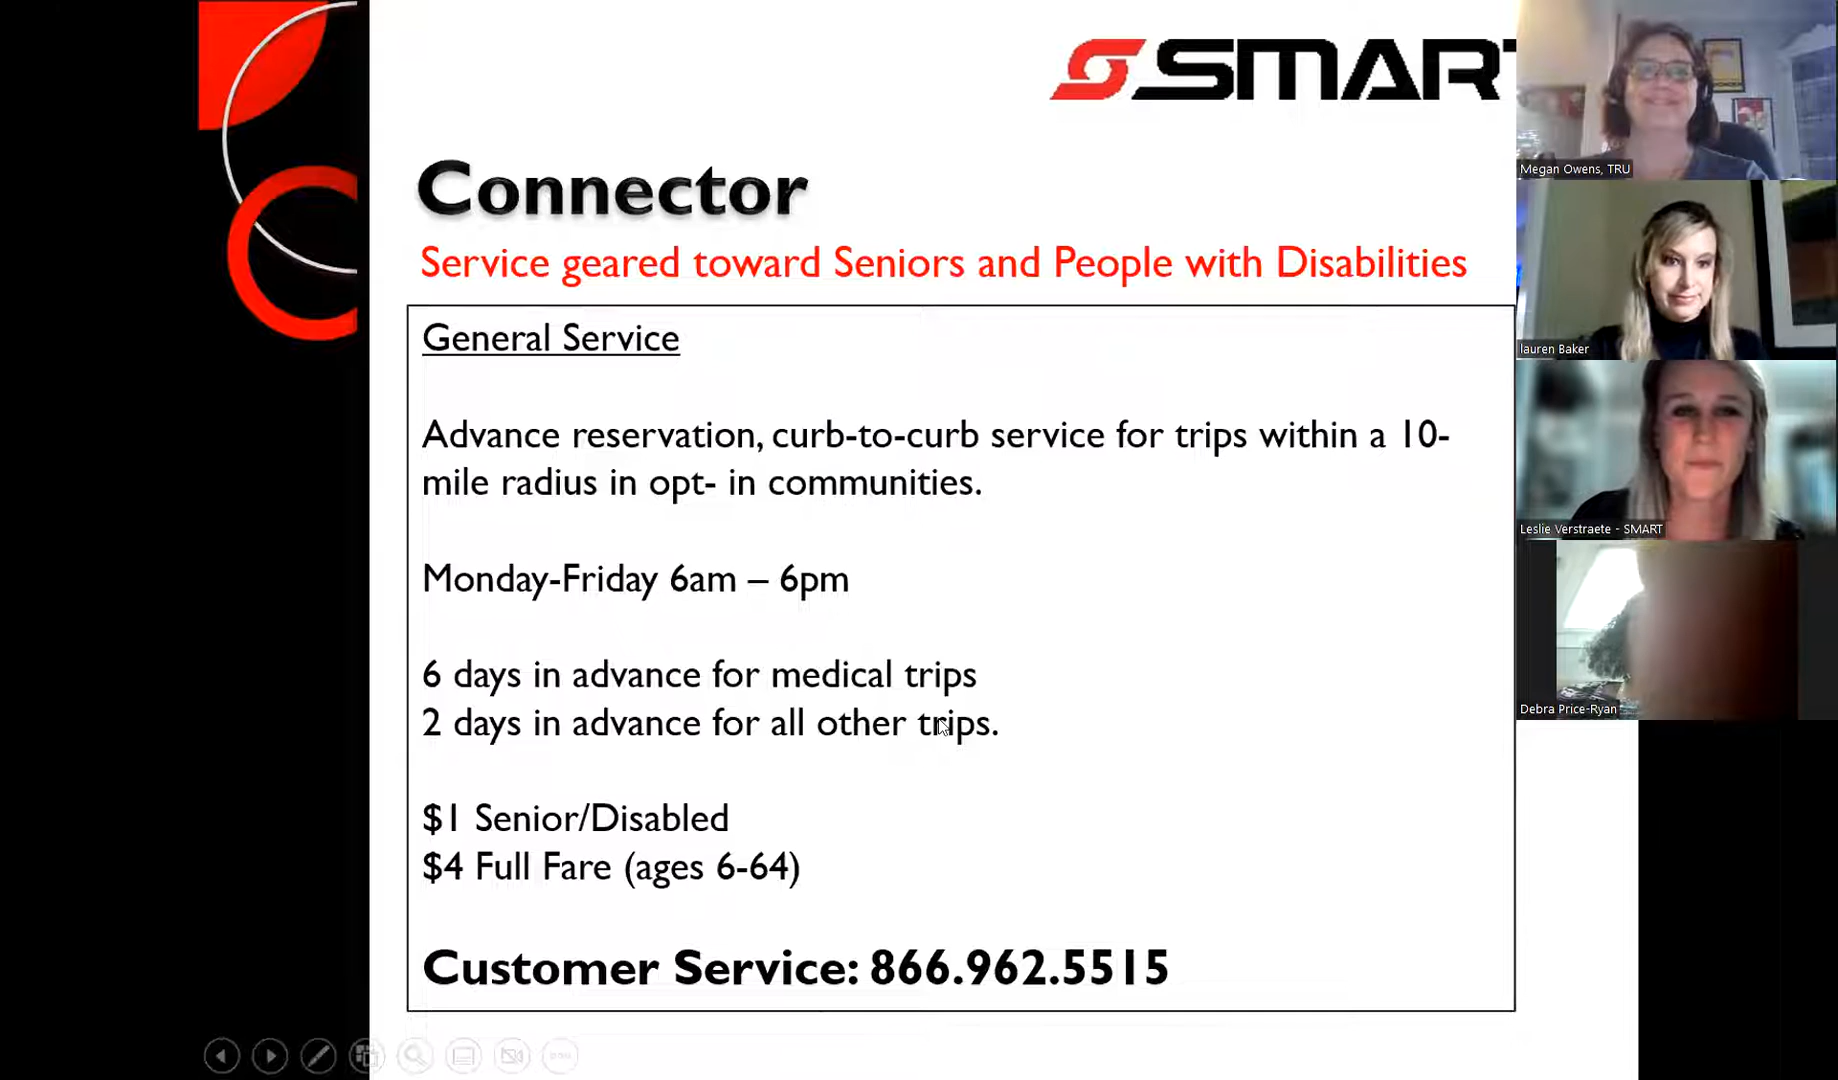 SMART
Connector
Service geared toward Seniors and People with Disabilities
General Service
Advance reservation, curb-to-curb service for trips within a 10-
mile radius in opt- in communities.
Monday-Friday 6am – 6pm
6 days in advance for medical trips
2 days in advance for all other trips.
$1 Senior/Disabled
$4 Full Fare (ages 6-64)
Customer Service: 866.962.5515
Megan Owens, TRU
lauren Baker
Leslie Verstraete - SMART
Debra Price-Ryan